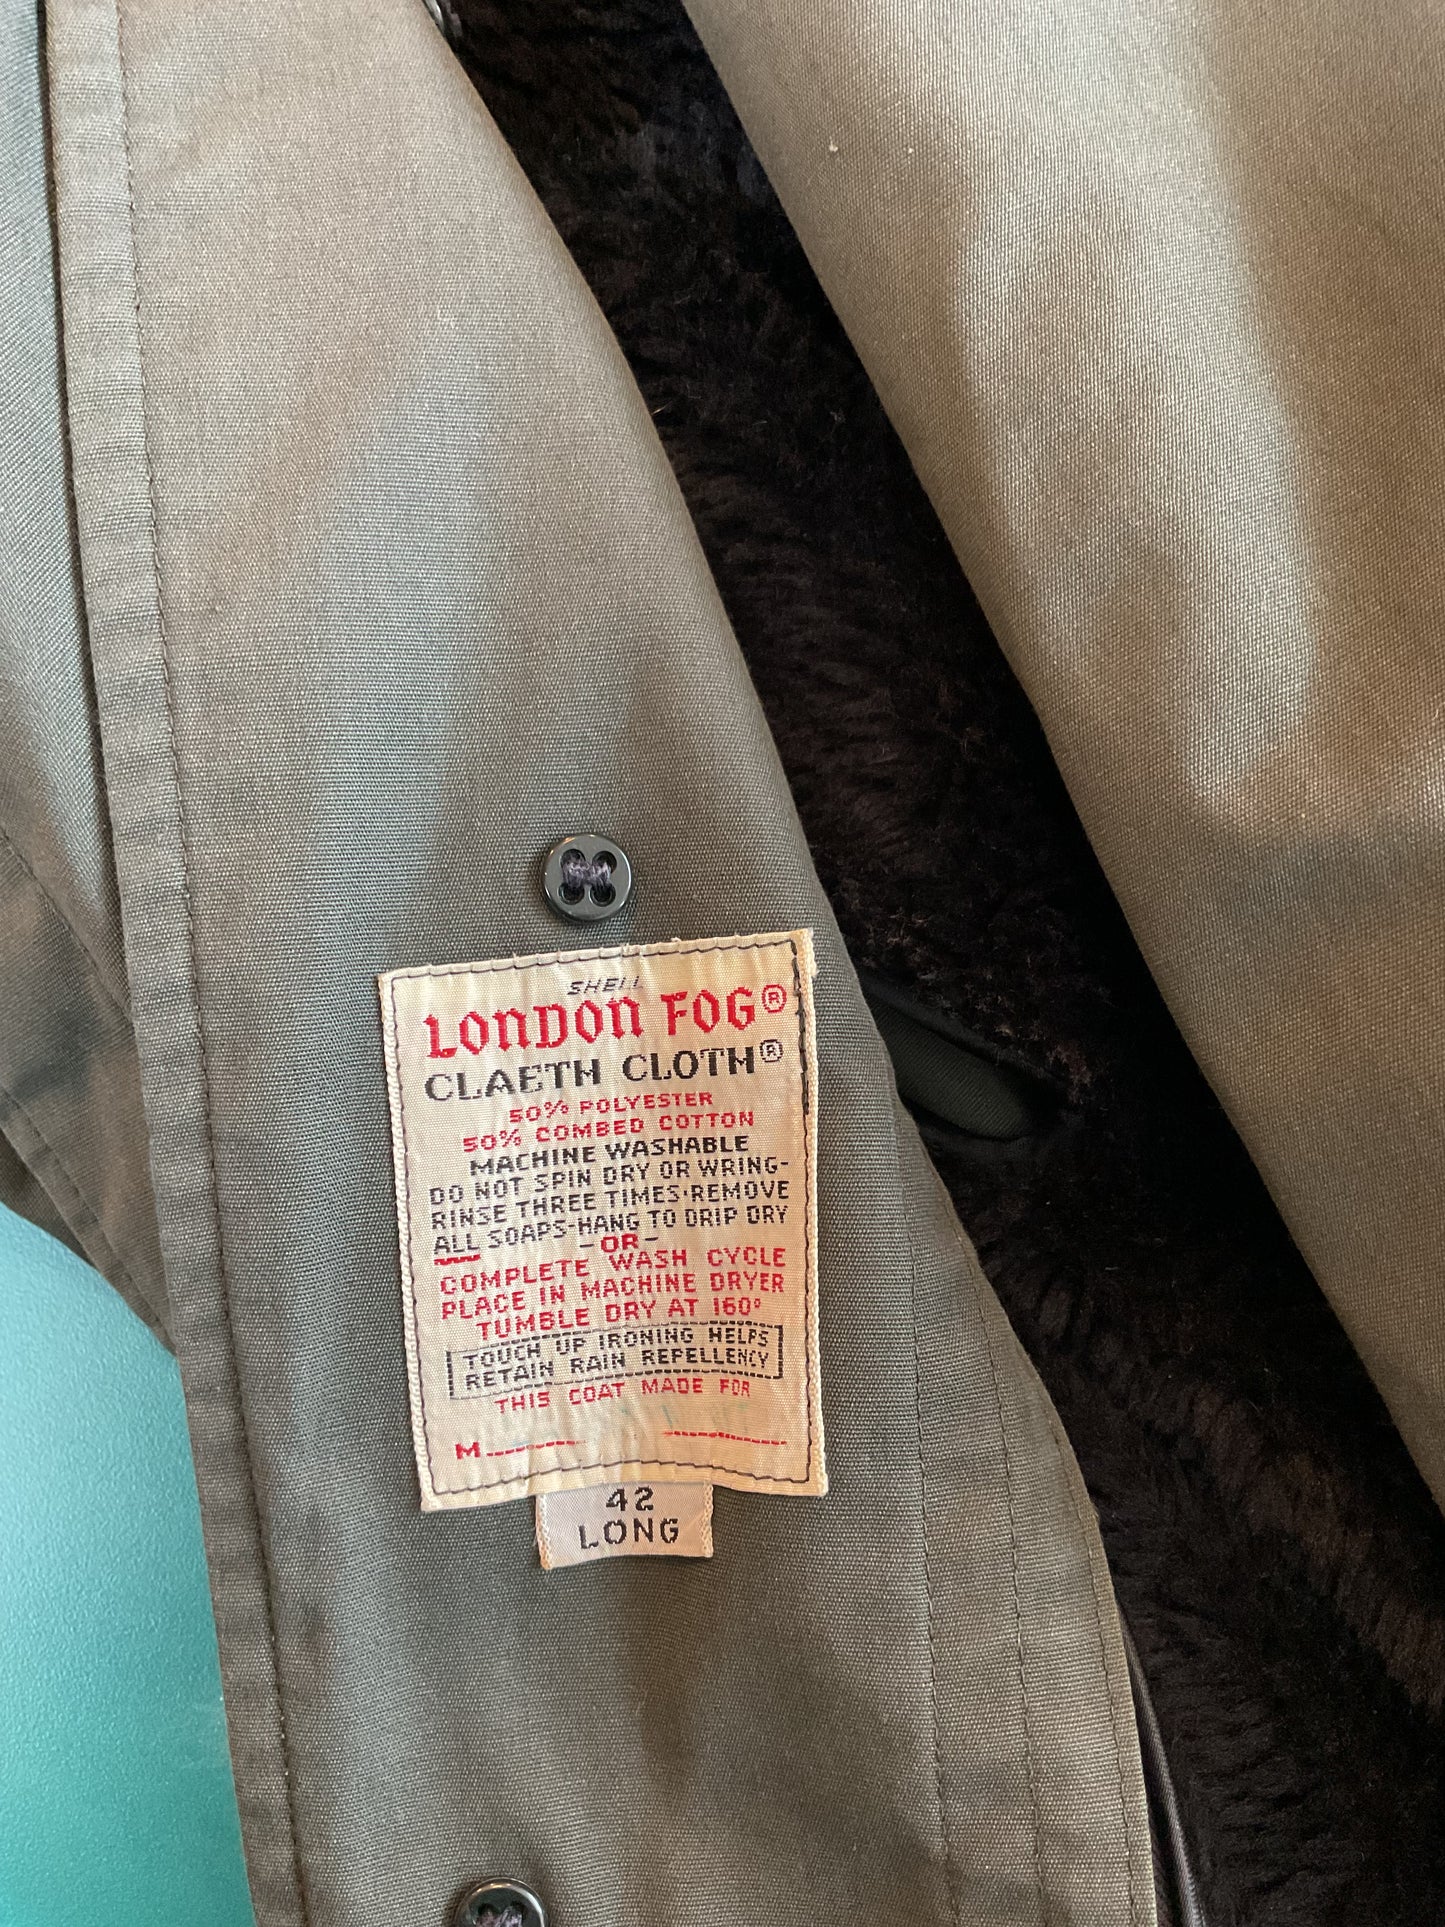 SHELL
LONDON FOG®
CLAETH CLOTH®
50% POLYESTER
50% COMBED COTTON
MACHINE WASHABLE
DO NOT SPIN DRY OR WRING-
RINSE THREE TIMES·REMOVE
ALL SOAPS-HANG TO DRIP DRY
-OR-
COMPLETE WASH CYCLE
PLACE IN MACHINE DRYER
TUMBLE DRY AT 160°
TOUCH UP IRONING HELPS
RETAIN RAIN REPELLENCY
THIS COAT MADE FOR
M
42
LONG